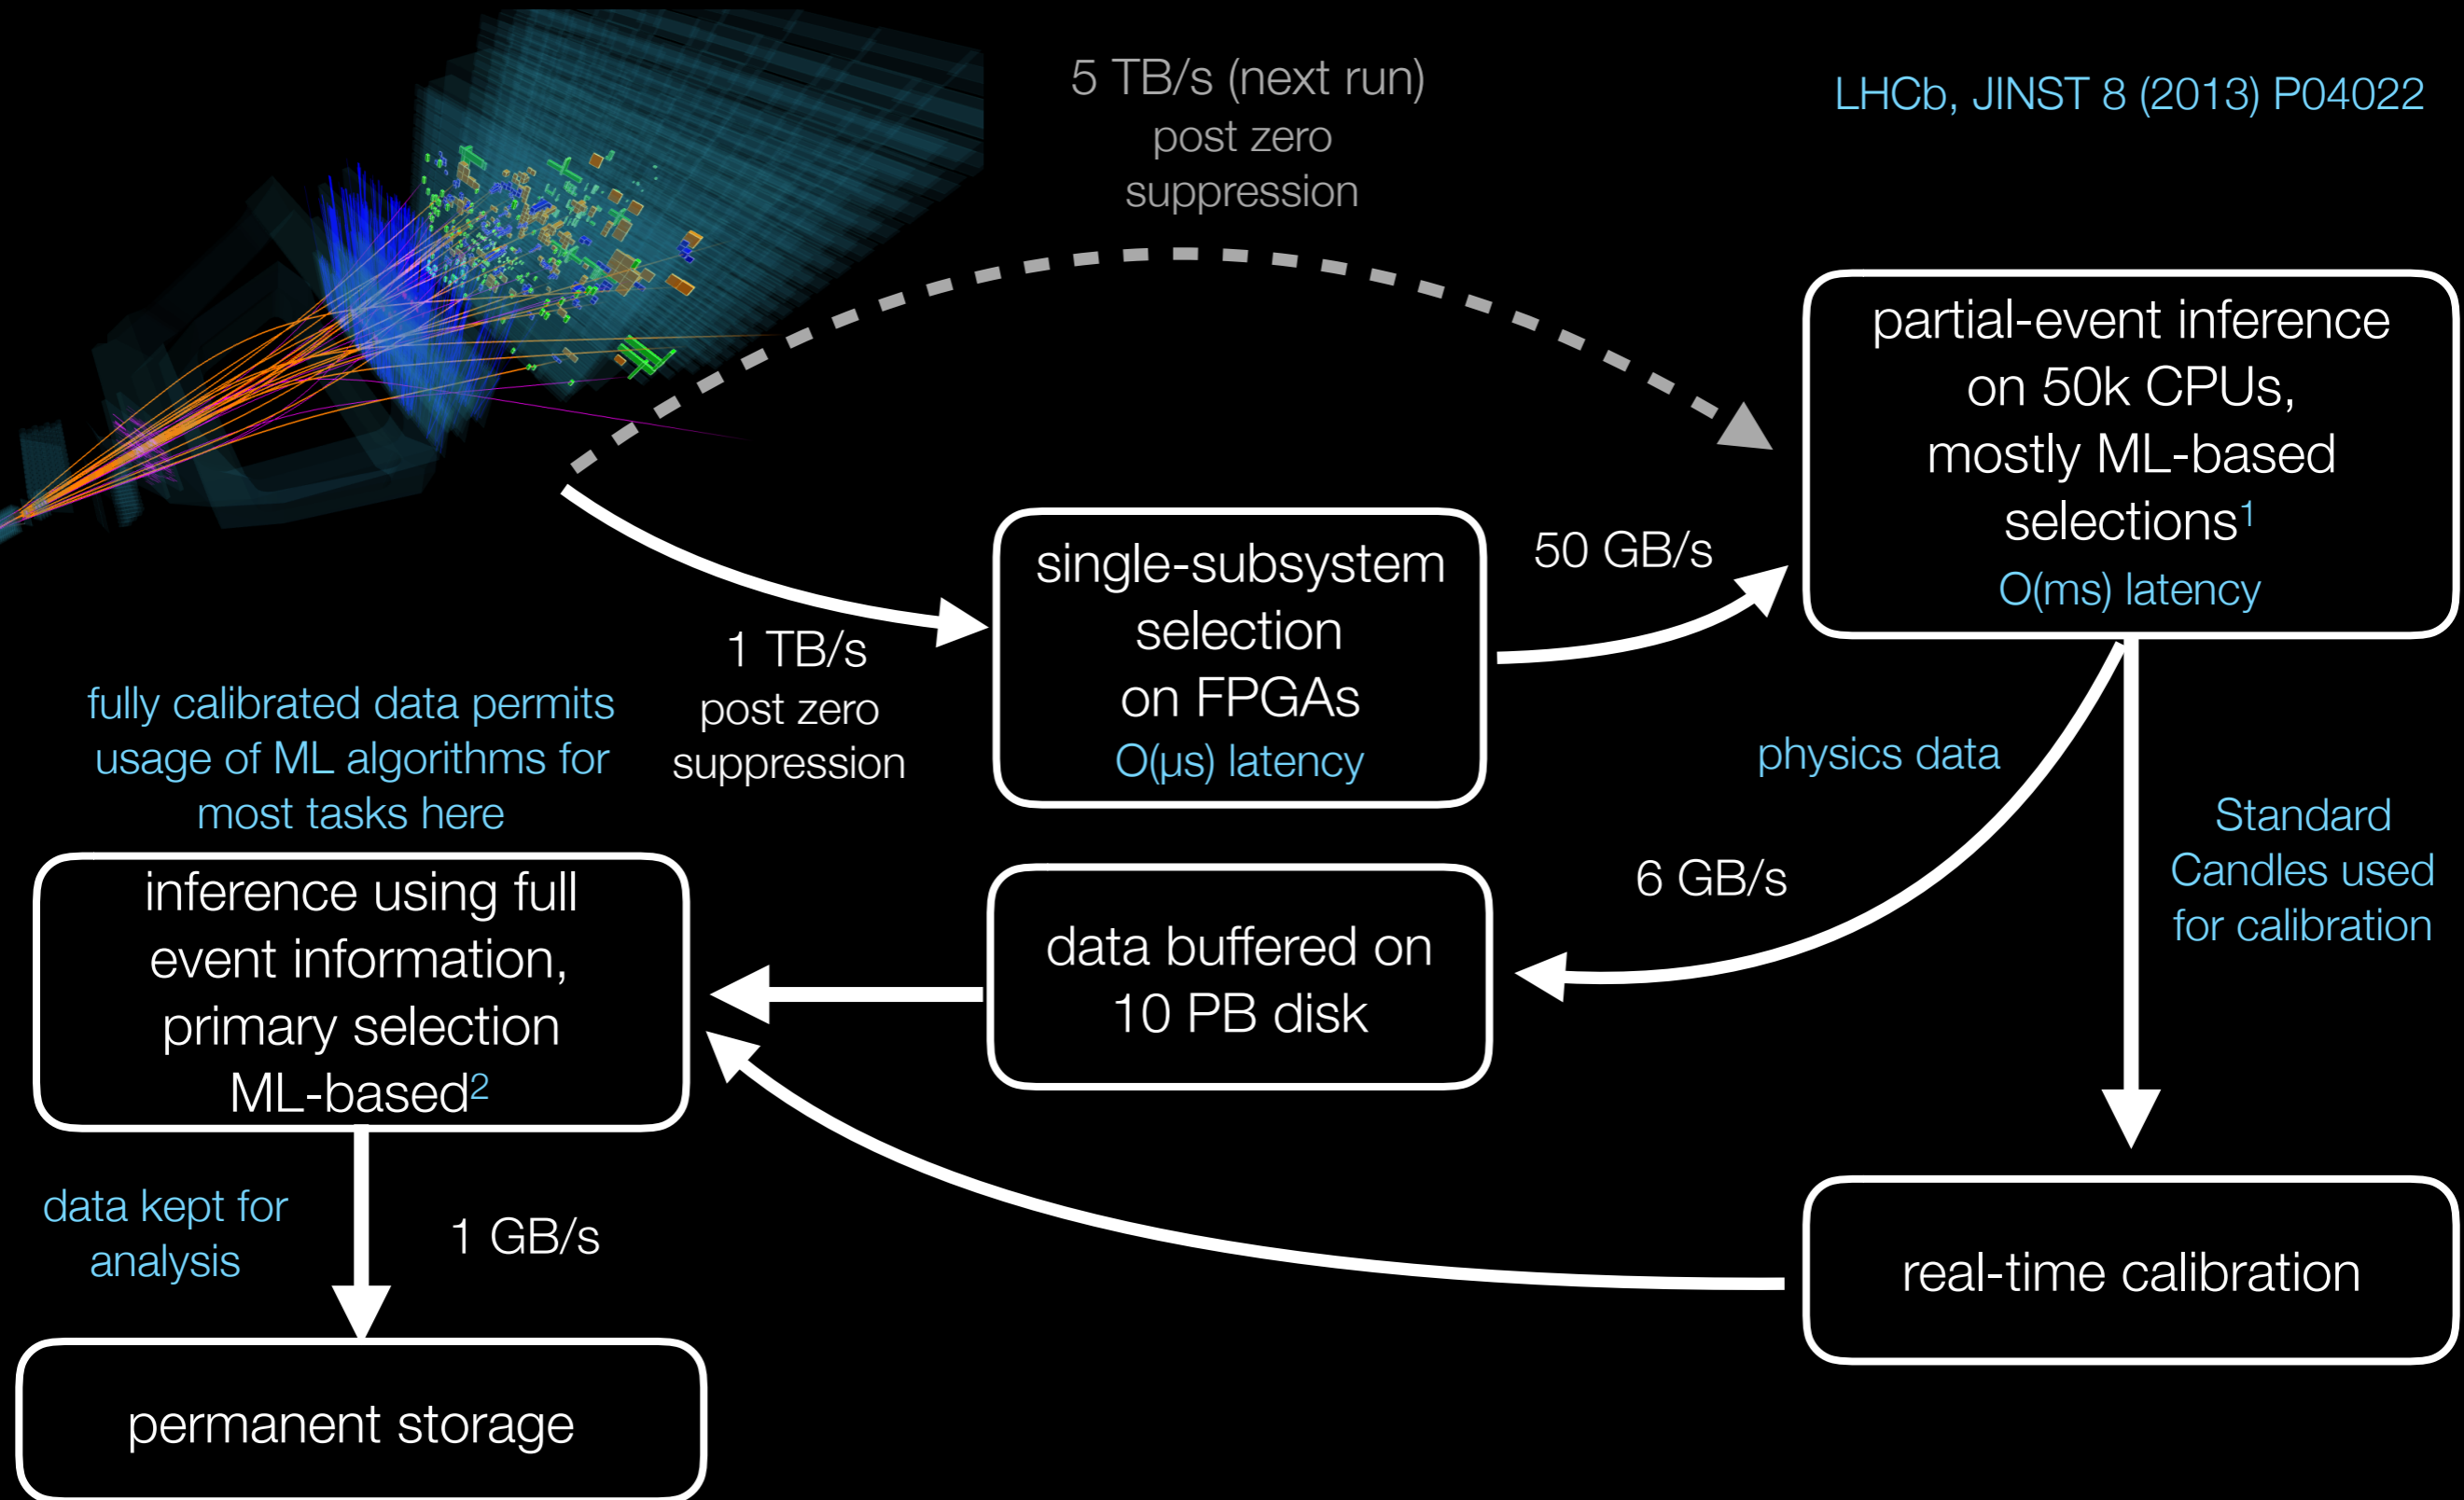 5 TB/s (next run)
post zero
suppression
LHCb, JINST 8 (2013) P04022
partial-event inference
on 50k CPUs,
mostly ML-based
selections¹
O(ms) latency
single-subsystem
selection
on FPGAs
O(µs) latency
50 GB/s
1 TB/s
post zero
suppression
fully calibrated data permits
usage of ML algorithms for
most tasks here
physics data
Standard
Candles used
for calibration
6 GB/s
inference using full
event information,
primary selection
ML-based²
data buffered on
10 PB disk
data kept for
analysis
1 GB/s
real-time calibration
permanent storage